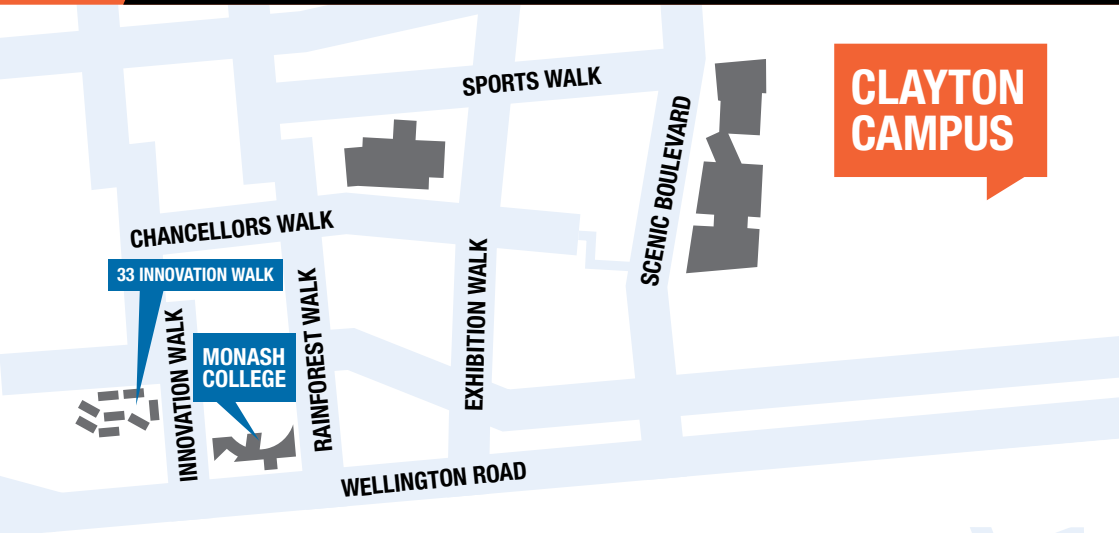 SPORTS WALK
CLAYTON
CAMPUS
SCENIC BOULEVARD
CHANCELLORS WALK
33 INNOVATION WALK
EXHIBITION WALK
RAINFOREST WALK
INNOVATION WALK
MONASH
COLLEGE
WELLINGTON ROAD